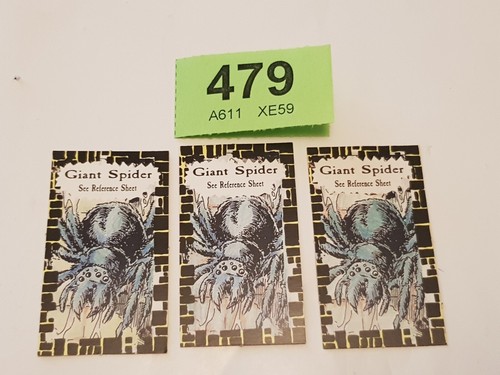 479
A611 XE59
Giant Spider
See Reference Sheet
Giant Spider
See Reference Sheet
Giant Spider
See Reference Sheet